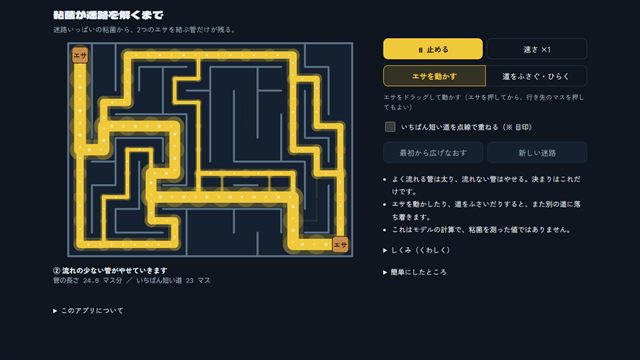 粘菌が迷路を解くまで
迷路いっぱいの粘菌から、2つのエサを結ぶ管だけが残る。
エサ
エサ
② 流れの少ない管がやせていきます
管の長さ 24.0 マス分 ／ いちばん短い道 23 マス
▶ このアプリについて
⏸ 止める
速さ ×1
エサを動かす
道をふさぐ・ひらく
エサをドラッグして動かす（エサを押してから、行き先のマスを押し
てもよい）
いちばん短い道を点線で重ねる（※ 目印）
最初から広げなおす
新しい迷路
• よく流れる管は太り、流れない管はやせる。決まりはこれだ
けです。
• エサを動かしたり、道をふさいだりすると、また別の道に落
ち着きます。
• これはモデルの計算で、粘菌を測った値ではありません。
▶ しくみ（くわしく）
▶ 簡単にしたところ